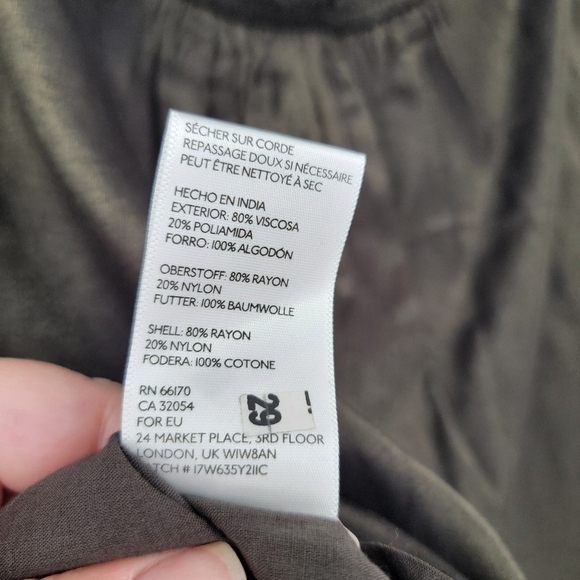 SÉCHER SUR CORDE
REPASSAGE DOUX SI NÉCESSAIRE
PEUT ÊTRE NETTOYÉ À SEC
HECHO EN INDIA
EXTERIOR: 80% VISCOSA
20% POLIAMIDA
FORRO: 100% ALGODÓN
OBERSTOFF: 80% RAYON
20% NYLON
FUTTER: 100% BAUMWOLLE
SHELL: 80% RAYON
20% NYLON
FODERA: 100% COTONE
RN 66170
CA 32054
FOR EU
29
24 MARKET PLACE, 3RD FLOOR
LONDON, UK W1W8AN
# 17W635Y211C